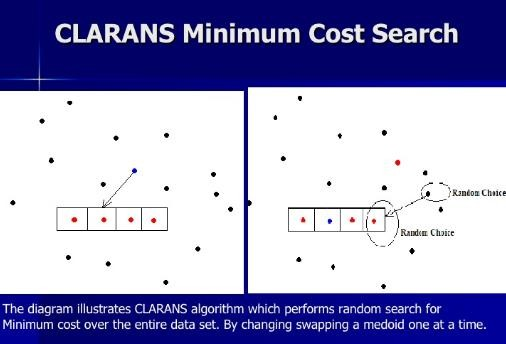 CLARANS Minimum Cost Search
Random Choice
Random Choice
The diagram illustrates CLARANS algorithm which performs random search for
Minimum cost over the entire data set. By changing swapping a medoid one at a time.